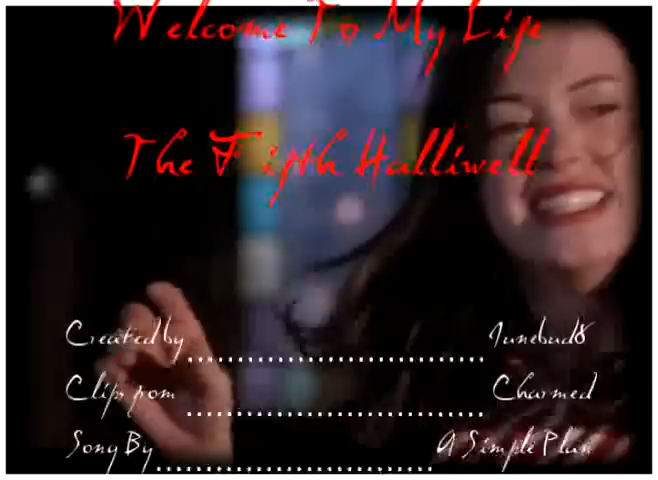 Welcome To My Life
The Fifth Halliwell
Created by Junebud8
Clips from Charmed
Song By A Simple Plan